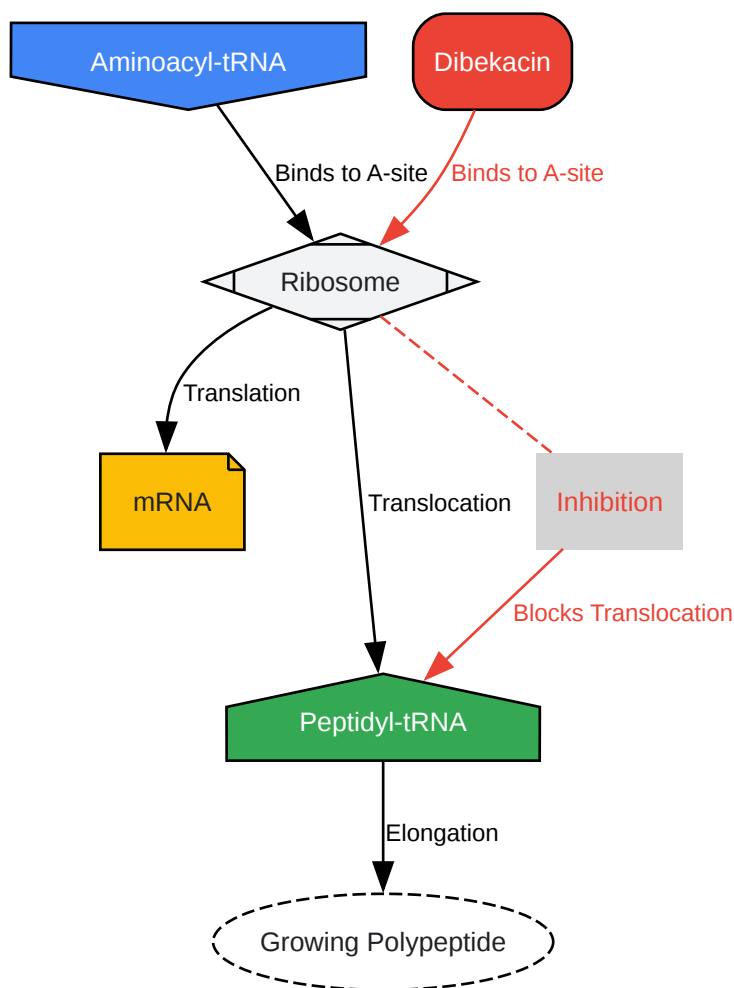 Aminoacyl-tRNA
Dibekacin
Binds to A-site
Binds to A-site
Ribosome
Translation
mRNA
Translocation
Inhibition
Blocks Translocation
Peptidyl-tRNA
Elongation
Growing Polypeptide